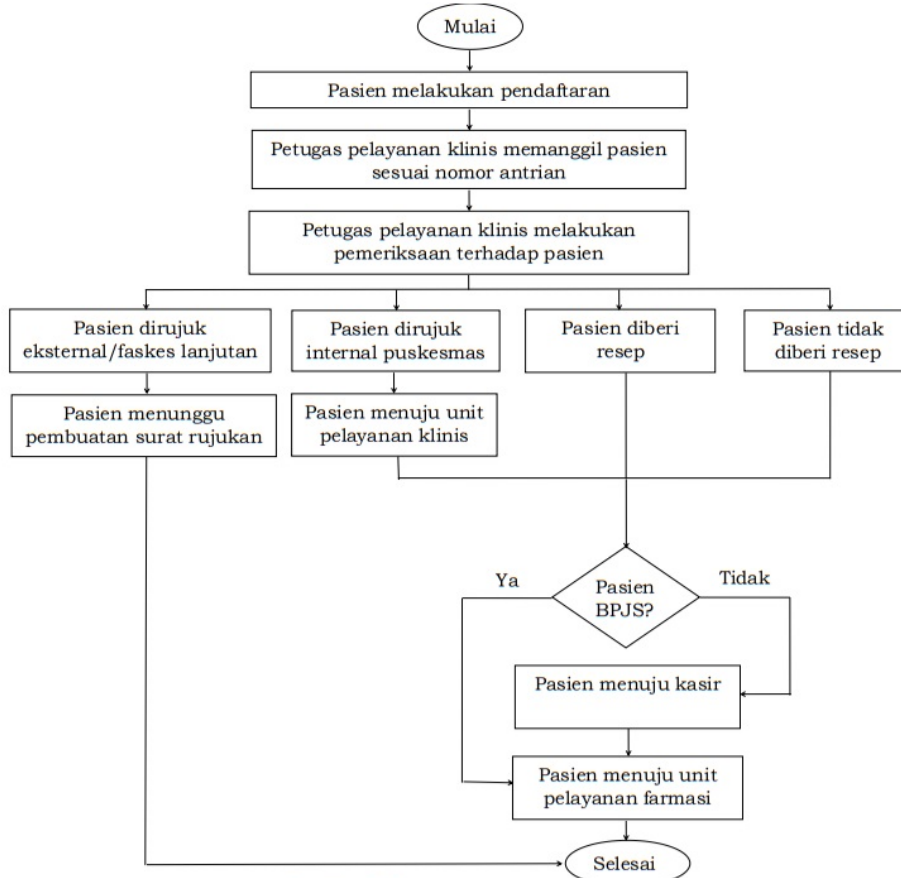 Mulai
Pasien melakukan pendaftaran
Petugas pelayanan klinis memanggil pasien
sesuai nomor antrian
Petugas pelayanan klinis melakukan
pemeriksaan terhadap pasien
Pasien dirujuk
eksternal/faskes lanjutan
Pasien dirujuk
internal puskesmas
Pasien diberi
resep
Pasien tidak
diberi resep
Pasien menunggu
pembuatan surat rujukan
Pasien menuju unit
pelayanan klinis
Ya
Pasien
BPJS?
Tidak
Pasien menuju kasir
Pasien menuju unit
pelayanan farmasi
Selesai